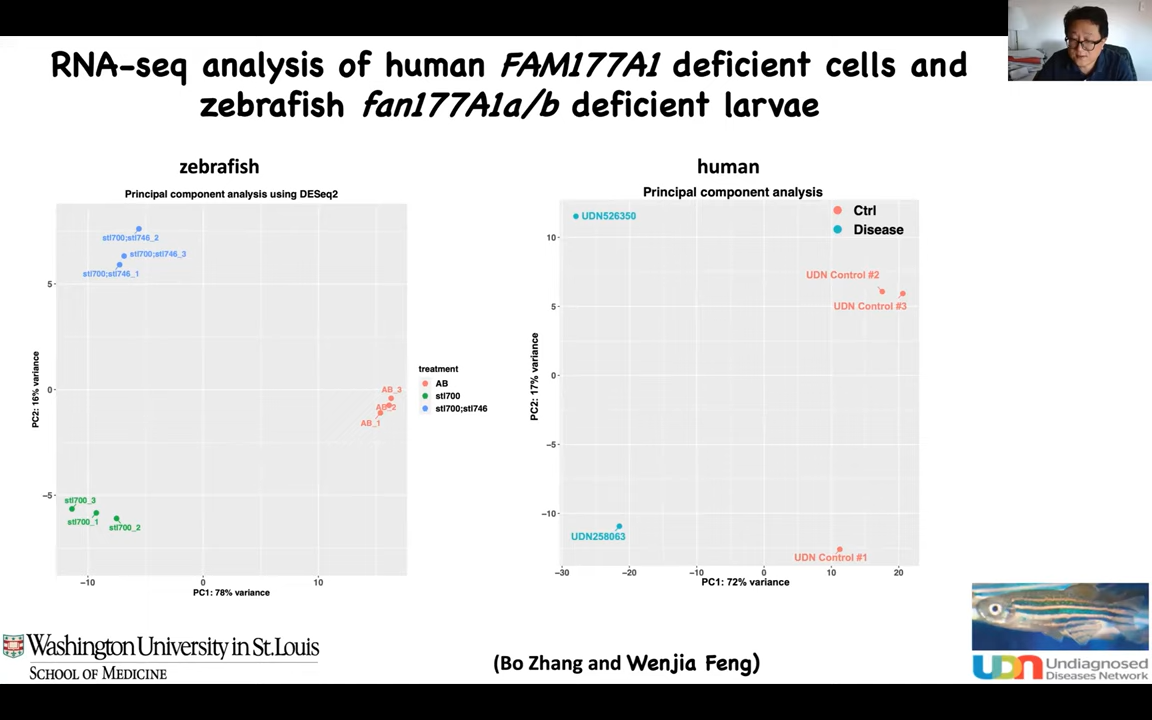 RNA-seq analysis of human FAM177A1 deficient cells and
zebrafish fan177A1a/b deficient larvae
zebrafish
Principal component analysis using DESeq2
stl700;stl746_2
stl700;stl746_3
stl700;stl746_1
AB_3
AB_2
AB_1
stl700_3
stl700_1
stl700_2
5
0
−5
PC2: 16% variance
−10
0
10
PC1: 78% variance
treatment
AB
stl700
stl700;stl746
human
Principal component analysis
Ctrl
Disease
UDN526350
UDN Control #2
UDN Control #3
UDN258063
UDN Control #1
10
5
0
−5
−10
PC2: 17% variance
−30
−20
−10
0
10
20
PC1: 72% variance
Washington University in St. Louis
SCHOOL OF MEDICINE
(Bo Zhang and Wenjia Feng)
UDN Undiagnosed
Diseases Network